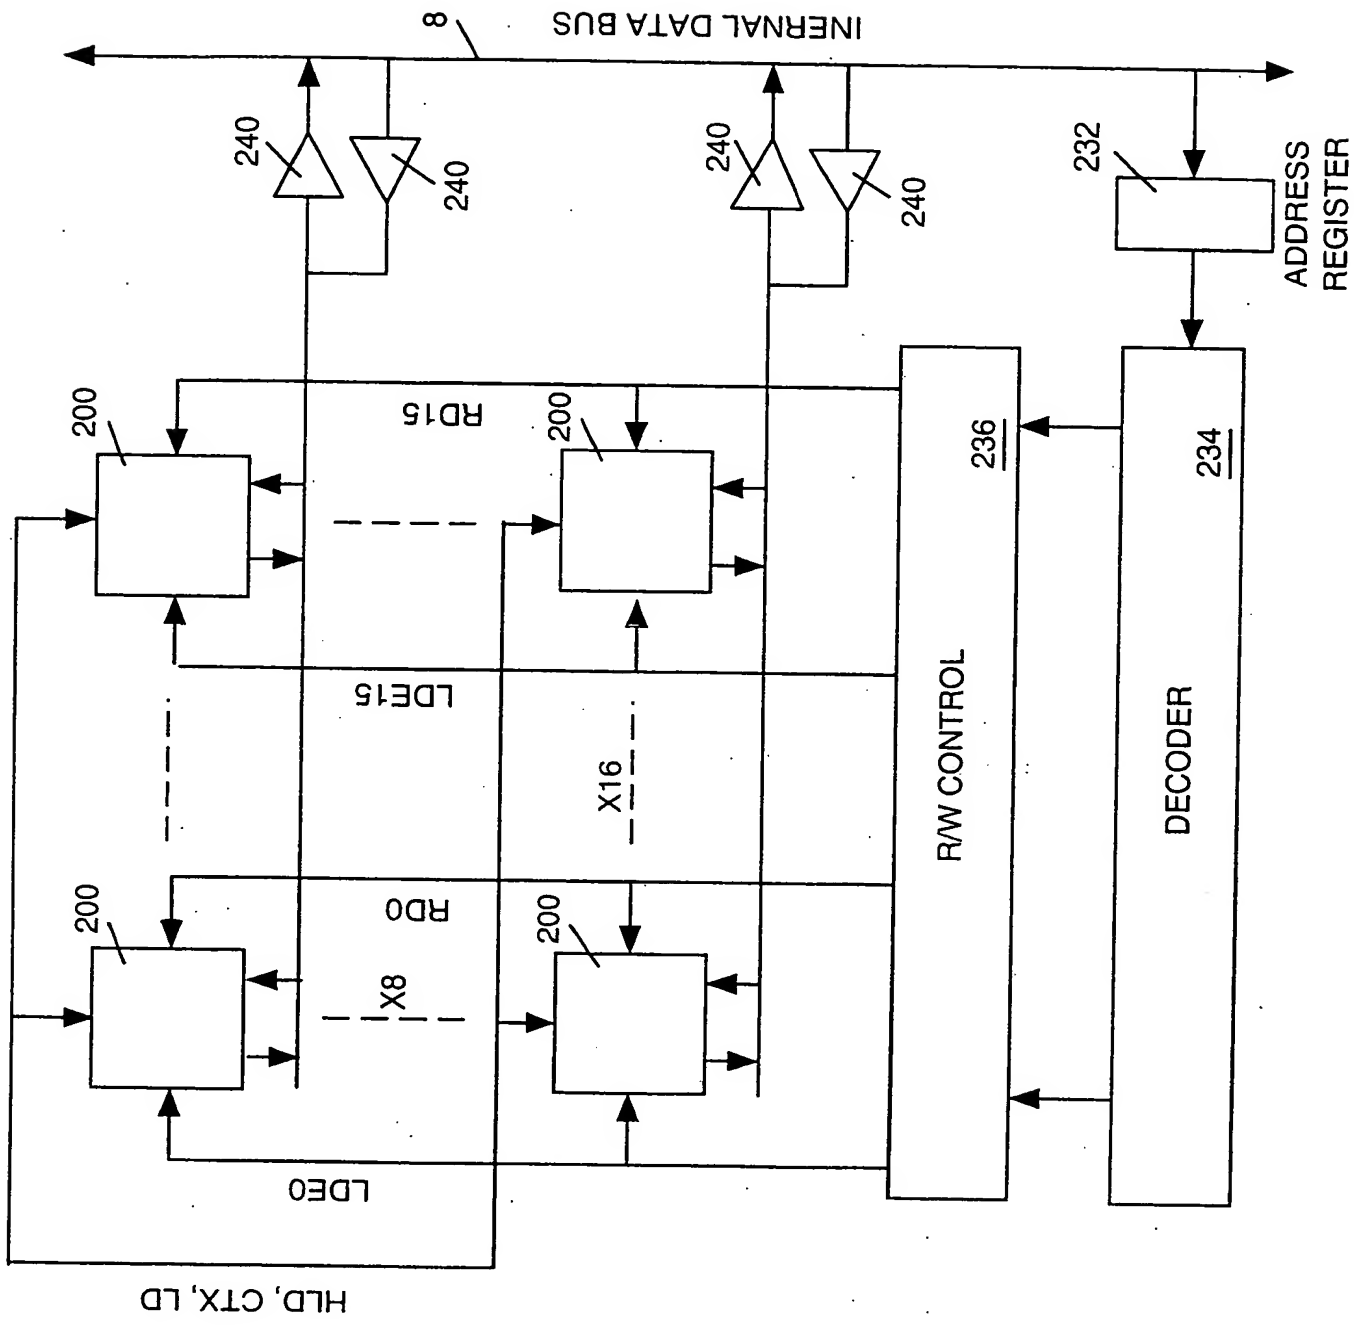 INERNAL DATA BUS
8
240
240
240
240
232
ADDRESS
REGISTER
200
200
RD15
LDE15
X16
200
200
RD0
X8
LDE0
HLD, CTX, LD
R/W CONTROL
236
DECODER
234